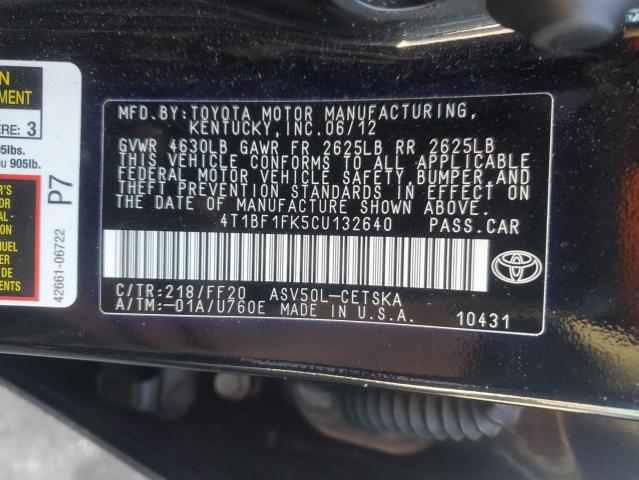 MFD.BY:TOYOTA MOTOR MANUFACTURING,
KENTUCKY,INC.06/12
GVWR 4630LB GAWR FR 2625LB RR 2625LB
THIS VEHICLE CONFORMS TO ALL APPLICABLE
FEDERAL MOTOR VEHICLE SAFETY, BUMPER, AND
THEFT PREVENTION STANDARDS IN EFFECT ON
THE DATE OF MANUFACTURE SHOWN ABOVE.
4T1BF1FK5CU132640 PASS.CAR
C/TR:218/FF20 ASV50L-CETSKA
A/TM:-01A/U760E MADE IN U.S.A.
10431
3
905lb.
P7
42661-06722